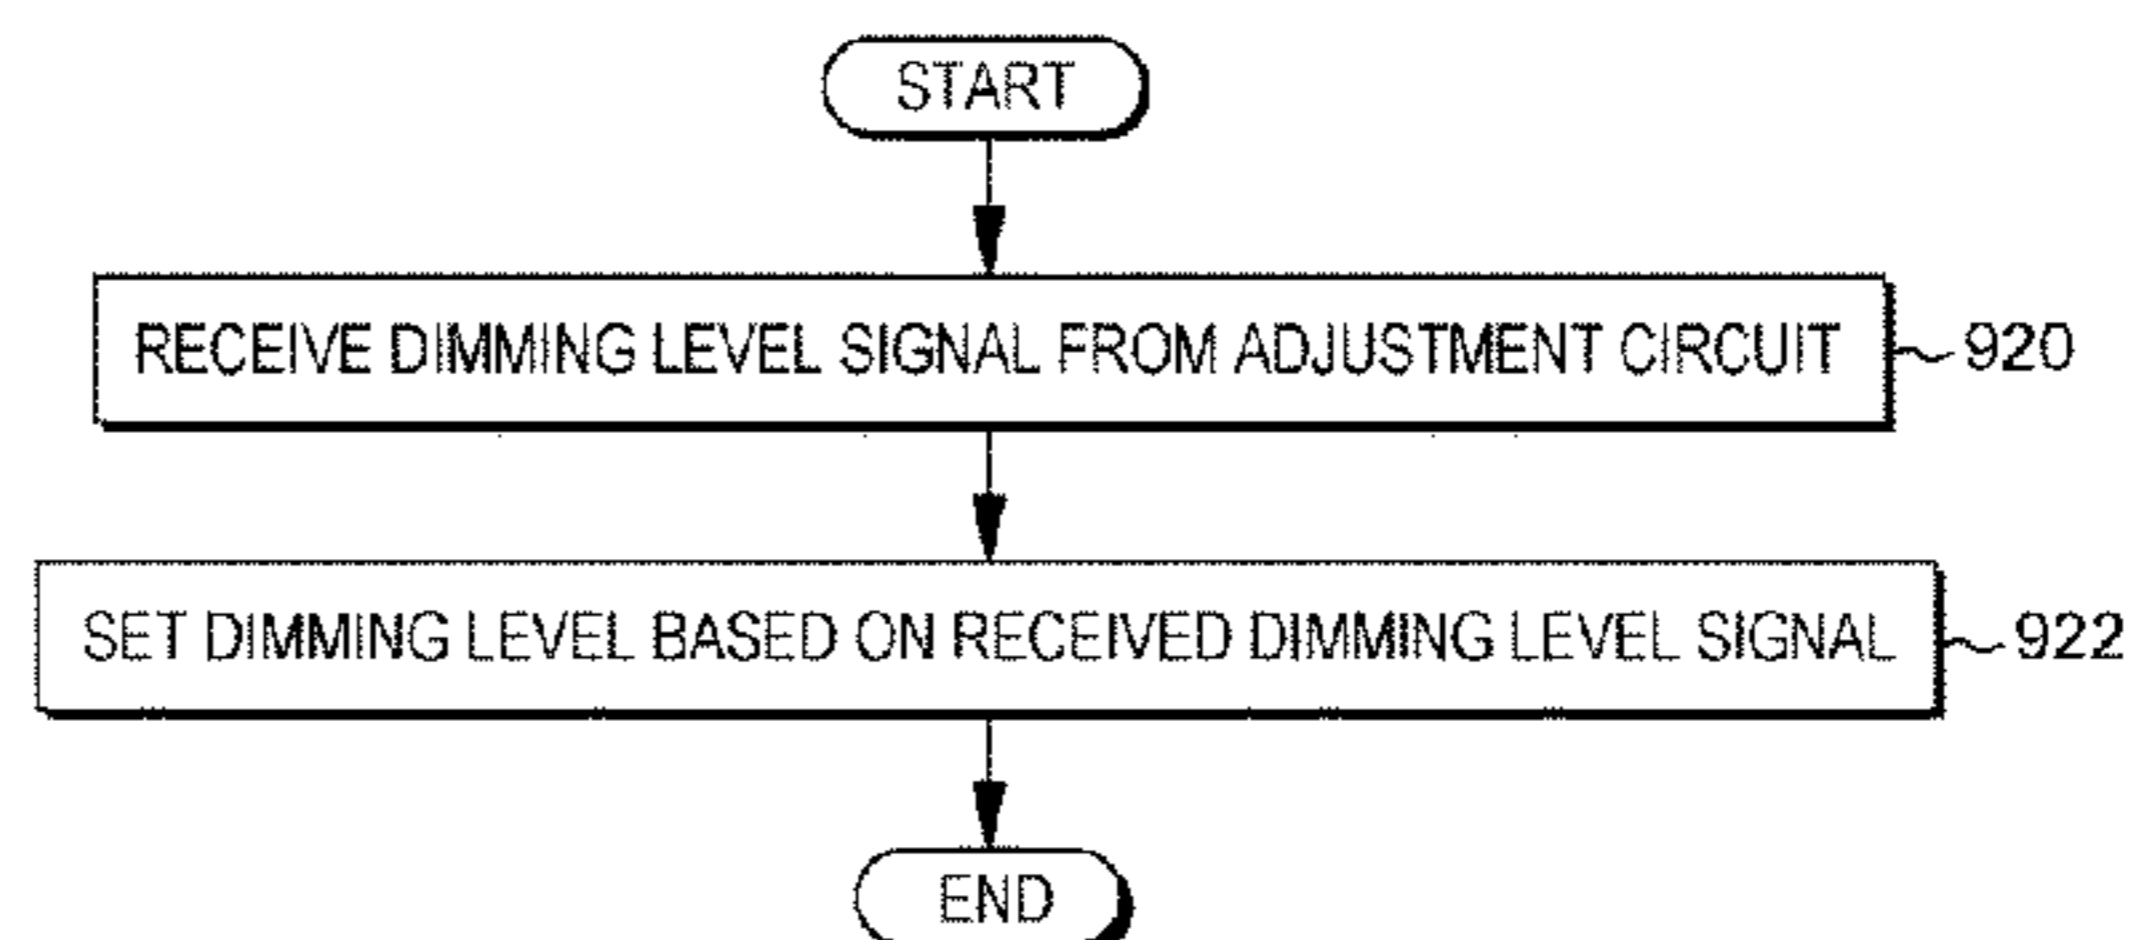 START
RECEIVE DIMMING LEVEL SIGNAL FROM ADJUSTMENT CIRCUIT
920
SET DIMMING LEVEL BASED ON RECEIVED DIMMING LEVEL SIGNAL
922
END